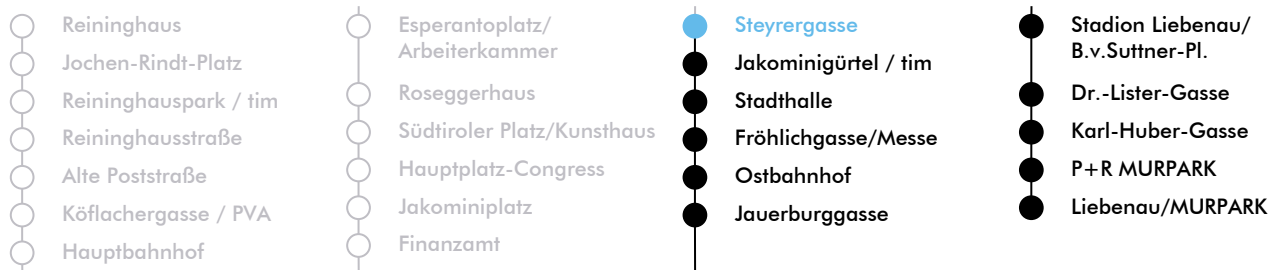 Reininghaus
Jochen-Rindt-Platz
Reininghauspark / tim
Reininghausstraße
Alte Poststraße
Köflachergasse / PVA
Hauptbahnhof
Esperantoplatz/
Arbeiterkammer
Roseggerhaus
Südtiroler Platz/Kunsthaus
Hauptplatz-Congress
Jakominiplatz
Finanzamt
Steyrergasse
Jakominigürtel / tim
Stadthalle
Fröhlichgasse/Messe
Ostbahnhof
Jauerburggasse
Stadion Liebenau/
B.v.Suttner-Pl.
Dr.-Lister-Gasse
Karl-Huber-Gasse
P+R MURPARK
Liebenau/MURPARK